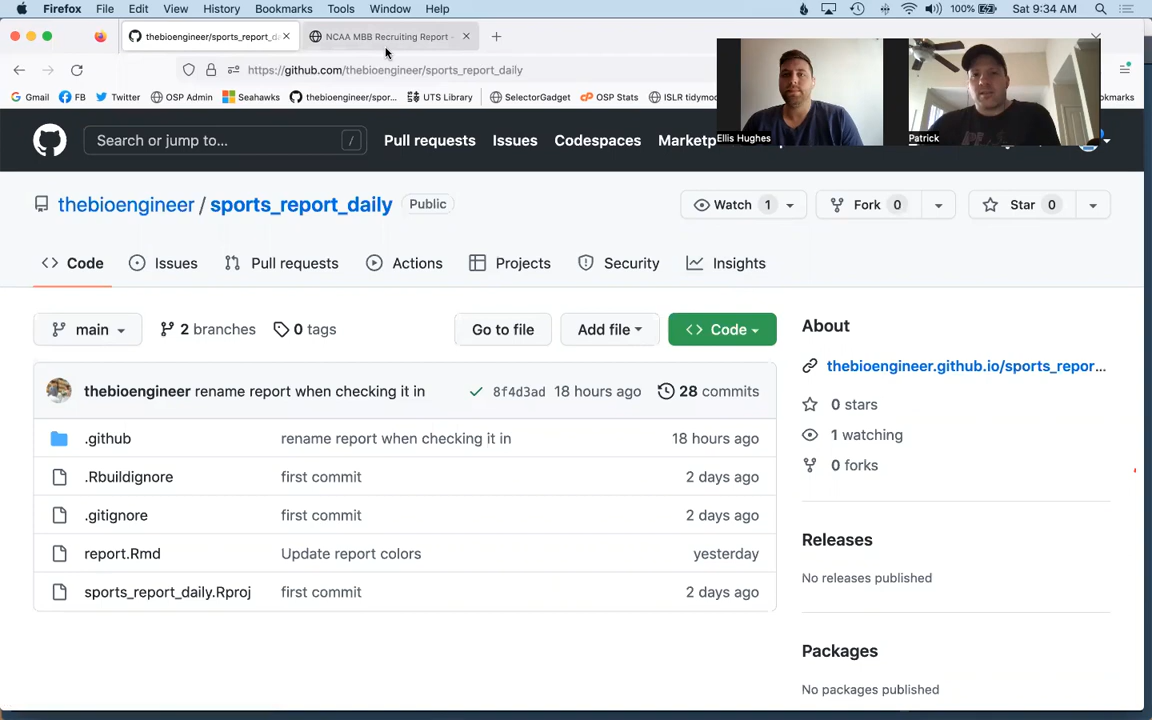 Firefox File Edit View History Bookmarks Tools Window Help 100% Sat 9:34 AM
thebioengineer/sports_report_d: NCAA MBB Recruiting Report -
https://github.com/thebioengineer/sports_report_daily
Gmail FB Twitter OSP Admin Seahawks thebioengineer/spor... UTS Library SelectorGadget OSP Stats ISLR tidymod okmarks
Ellis Hughes Patrick
Search or jump to... / Pull requests Issues Codespaces Marketp
thebioengineer / sports_report_daily Public Watch 1 Fork 0 Star 0
Code Issues Pull requests Actions Projects Security Insights
main 2 branches 0 tags Go to file Add file Code
About
thebioengineer rename report when checking it in 8f4d3ad 18 hours ago 28 commits
thebioengineer.github.io/sports_repor...
0 stars
1 watching
0 forks
.github rename report when checking it in 18 hours ago
.Rbuildignore first commit 2 days ago
.gitignore first commit 2 days ago
report.Rmd Update report colors yesterday
sports_report_daily.Rproj first commit 2 days ago
Releases
No releases published
Packages
No packages published